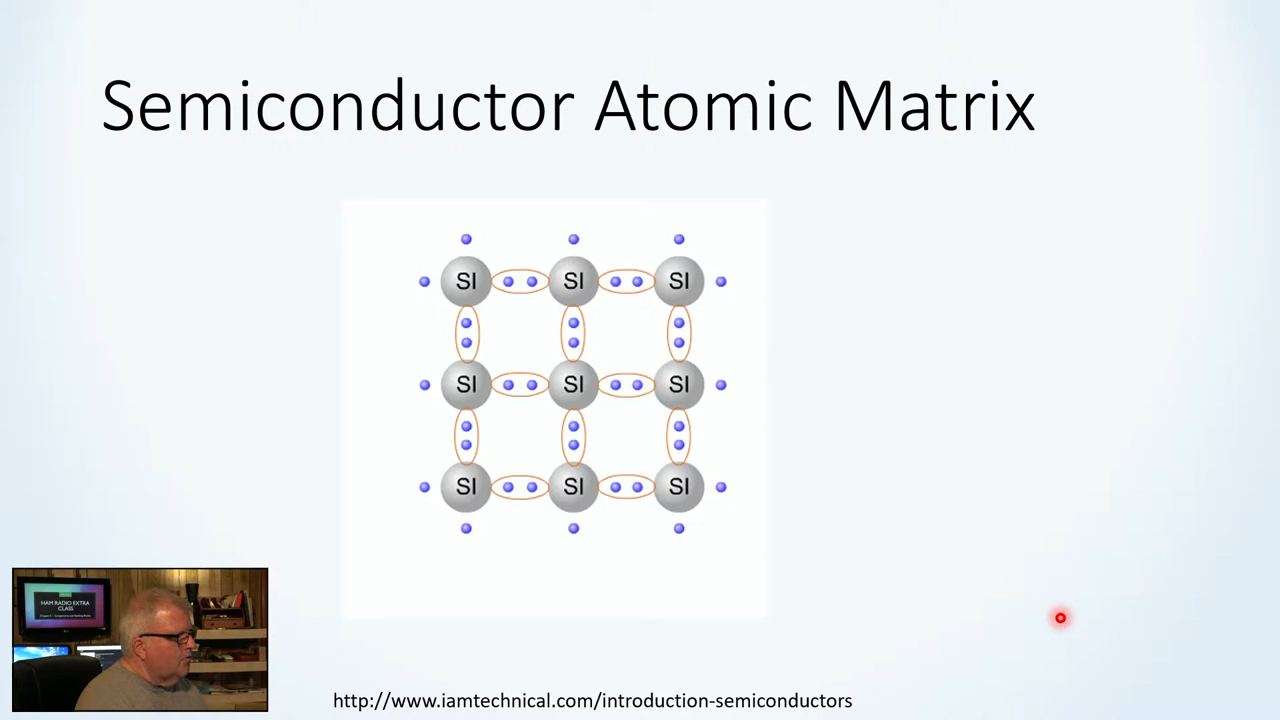 Semiconductor Atomic Matrix
SI SI SI
SI SI SI
SI SI SI
HAM RADIO EXTRA
CLASS
http://www.iamtechnical.com/introduction-semiconductors